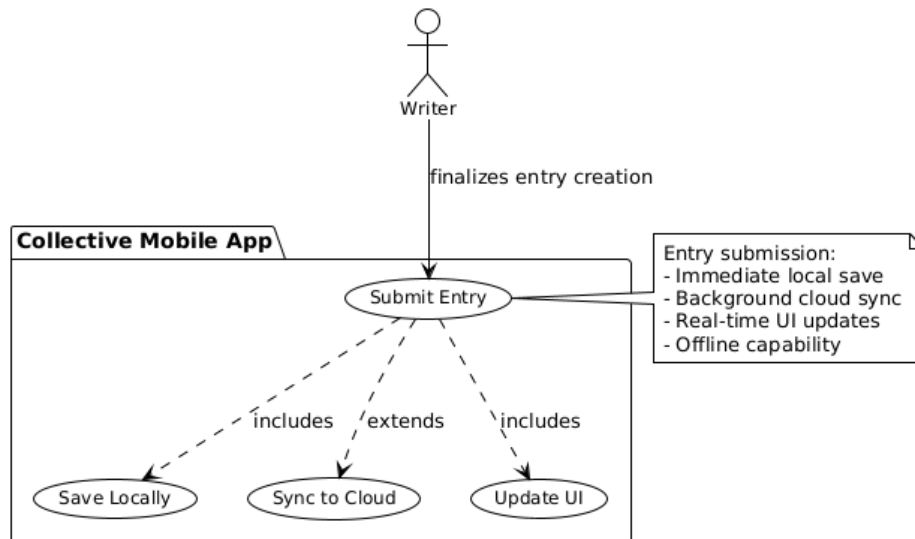 Writer
finalizes entry creation
Collective Mobile App
Entry submission:
- Immediate local save
- Background cloud sync
- Real-time UI updates
- Offline capability
Submit Entry
includes
extends
includes
Save Locally
Sync to Cloud
Update UI